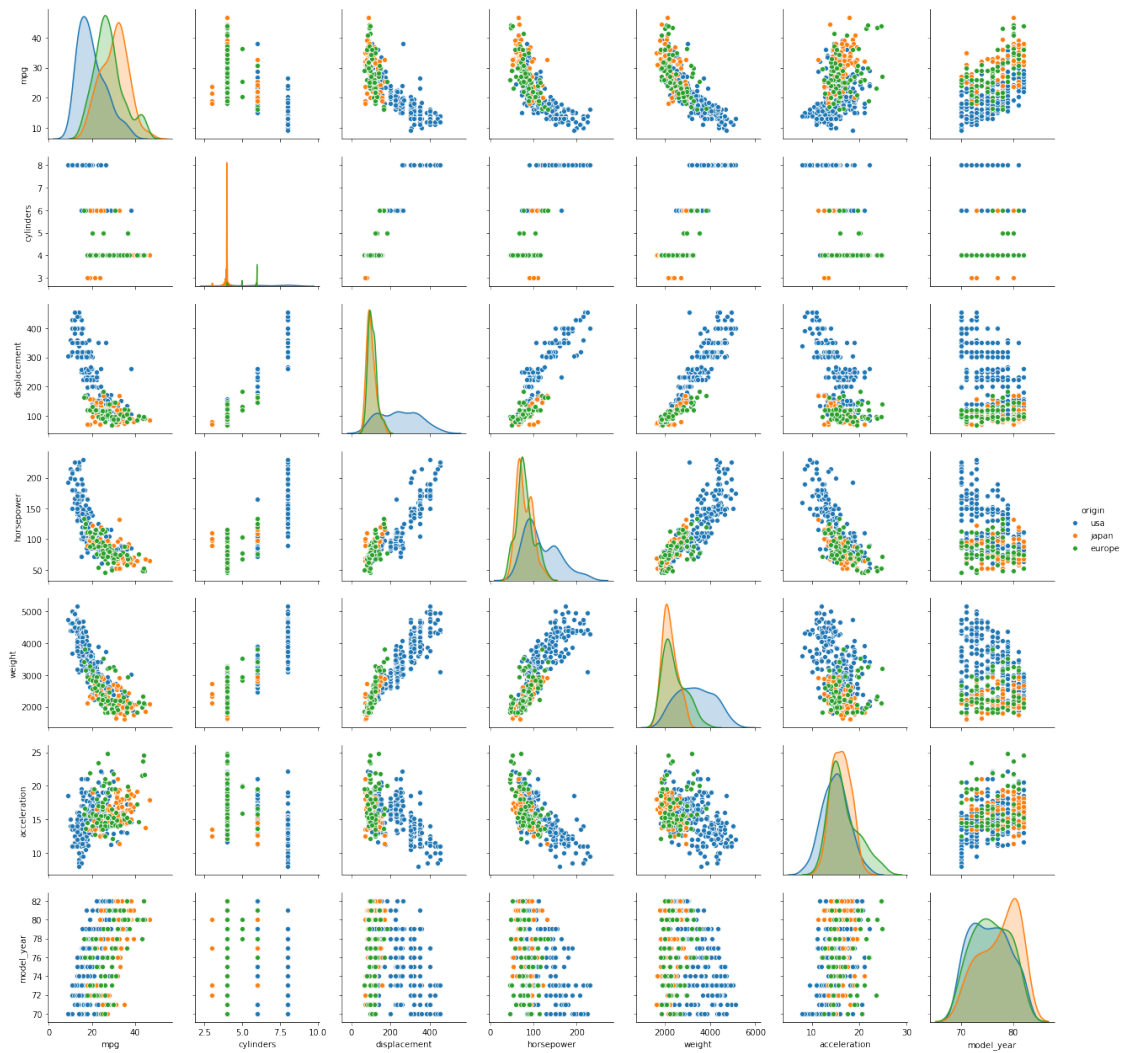 mpg
40
30
20
10
cylinders
8
7
6
5
4
3
displacement
400
300
200
100
horsepower
200
150
100
50
origin
usa
japan
europe
weight
5000
4000
3000
2000
acceleration
25
20
15
10
model_year
82
80
78
76
74
72
70
0 20 40
2.5 5.0 7.5 10.0
0 200 400
0 100 200
2000 4000 6000
10 20 30
70 80
mpg cylinders displacement horsepower weight acceleration model_year